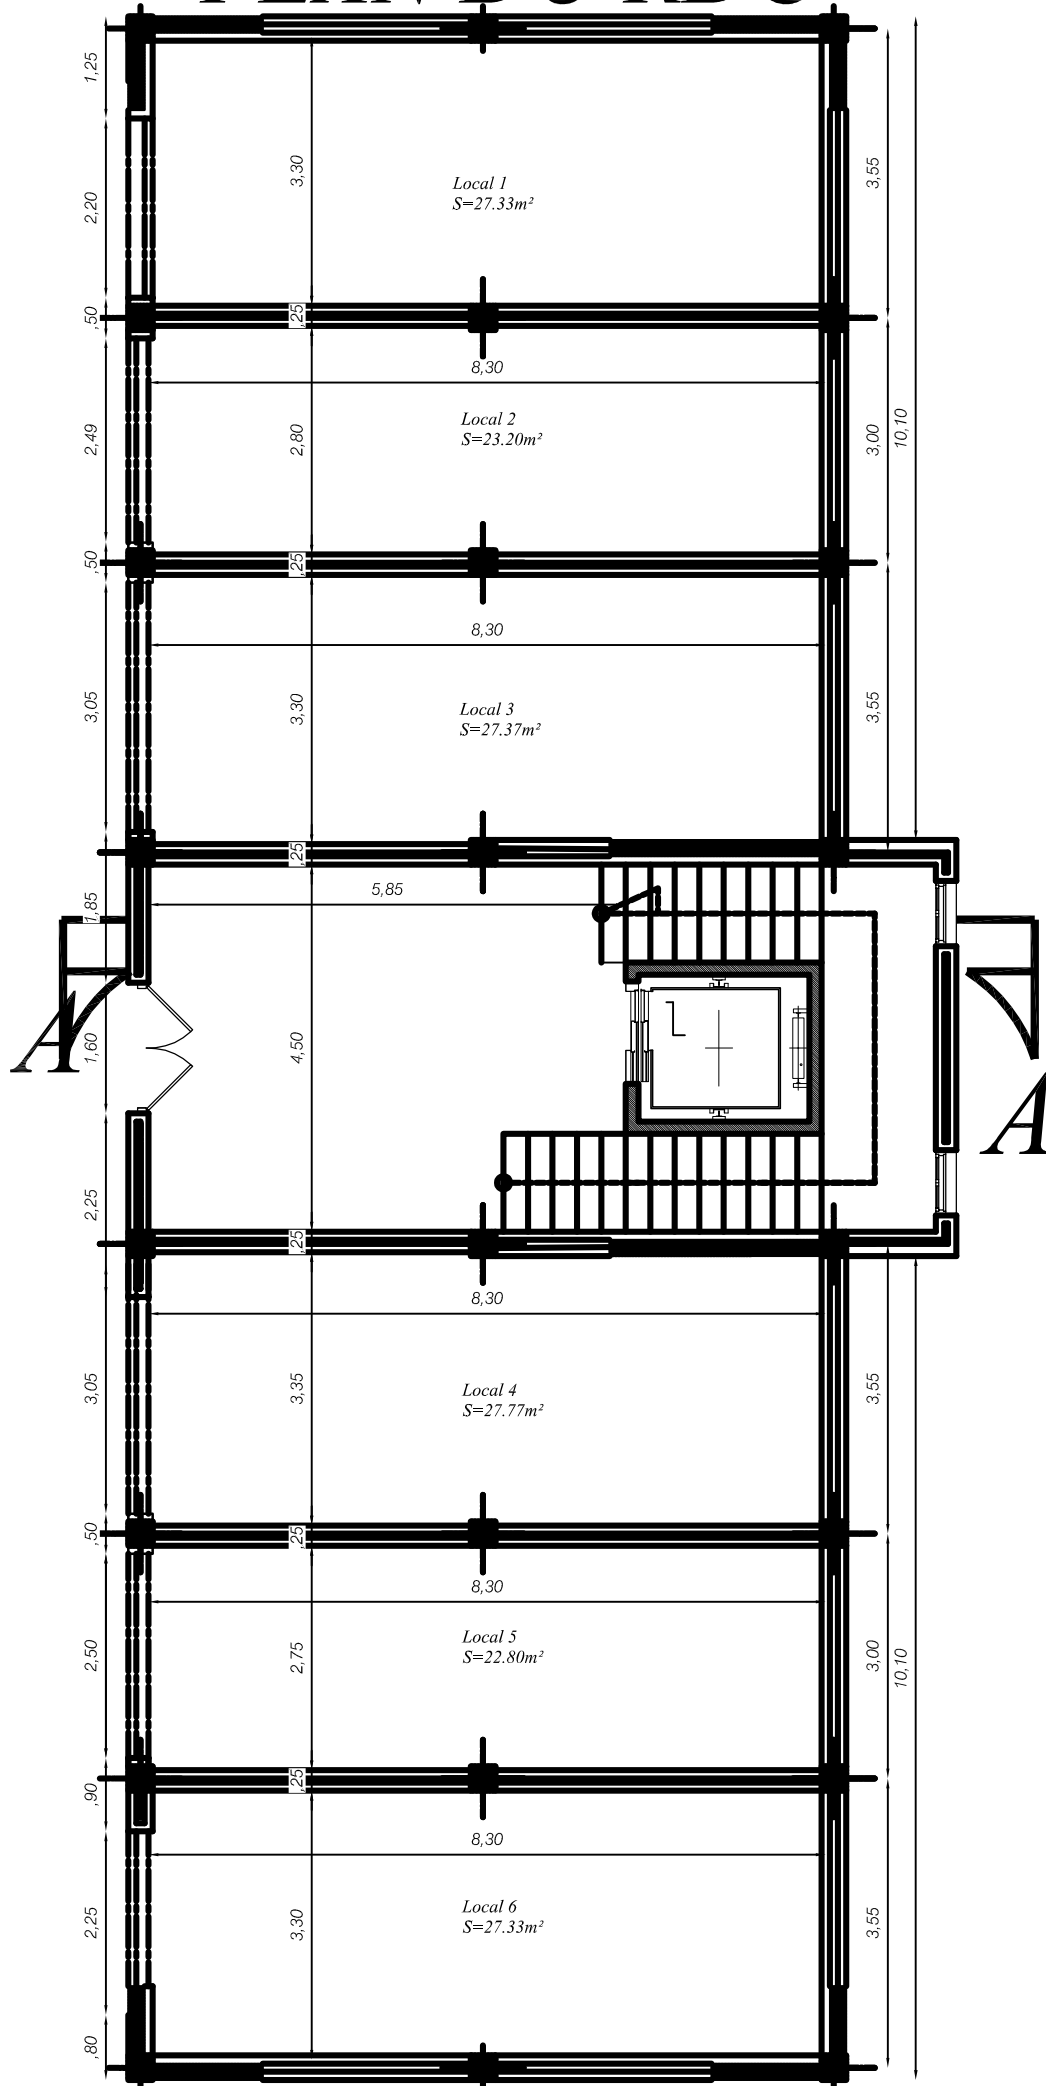 PLAN DU RDC
1,25
3,30
3,55
Local 1
S=27.33m²
2,20
,50
,25
8,30
Local 2
S=23.20m²
2,49
2,80
3,00
10,10
,50
,25
8,30
3,05
3,30
Local 3
S=27.37m²
3,55
,25
5,85
1,85
A
1,60
4,50
A
2,25
,25
8,30
3,05
3,35
Local 4
S=27.77m²
3,55
,50
,25
8,30
Local 5
S=22.80m²
2,50
2,75
3,00
10,10
,90
,25
8,30
Local 6
S=27.33m²
2,25
3,30
3,55
,80